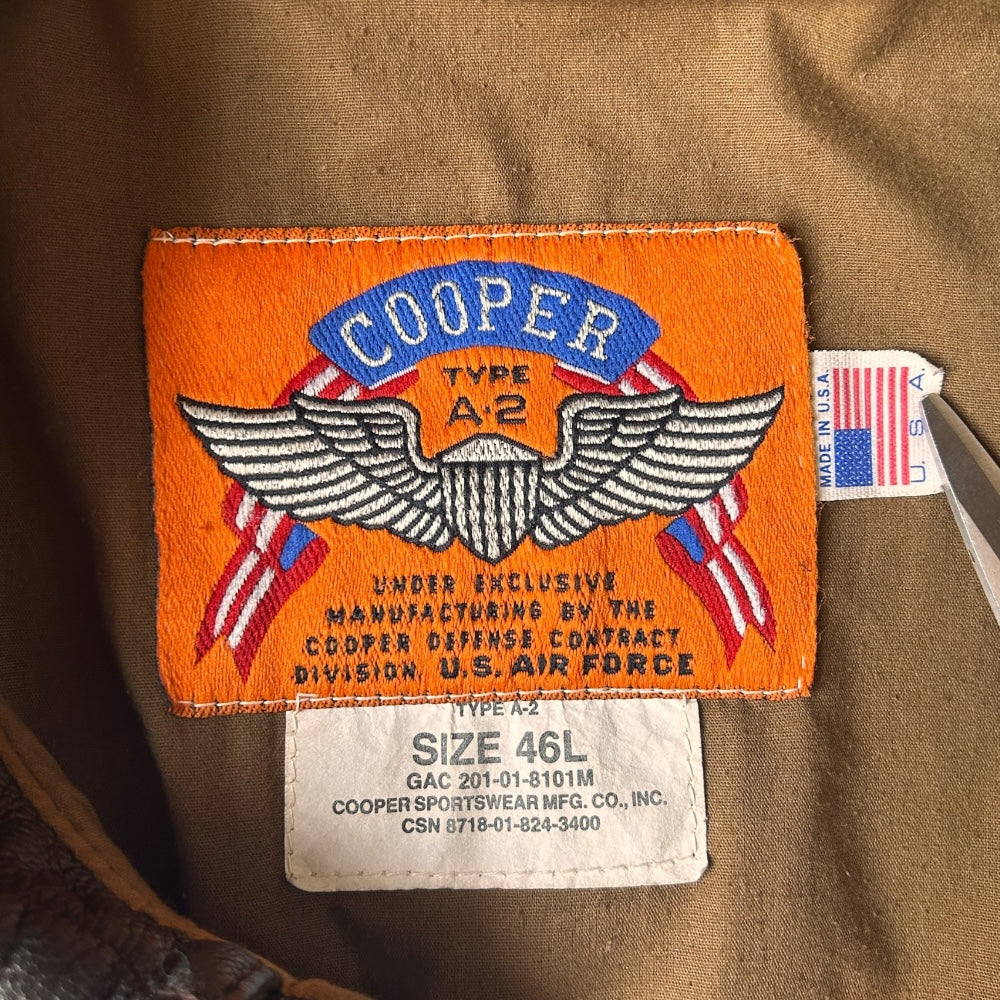 COOPER
TYPE
A·2
UNDER EXCLUSIVE
MANUFACTURING BY THE
COOPER DEFENSE CONTRACT
DIVISION U.S. AIR FORCE
MADE IN U.S.A.
U. S. A.
TYPE A-2
SIZE 46L
GAC 201-01-8101M
COOPER SPORTSWEAR MFG. CO., INC.
CSN 8718-01-824-3400